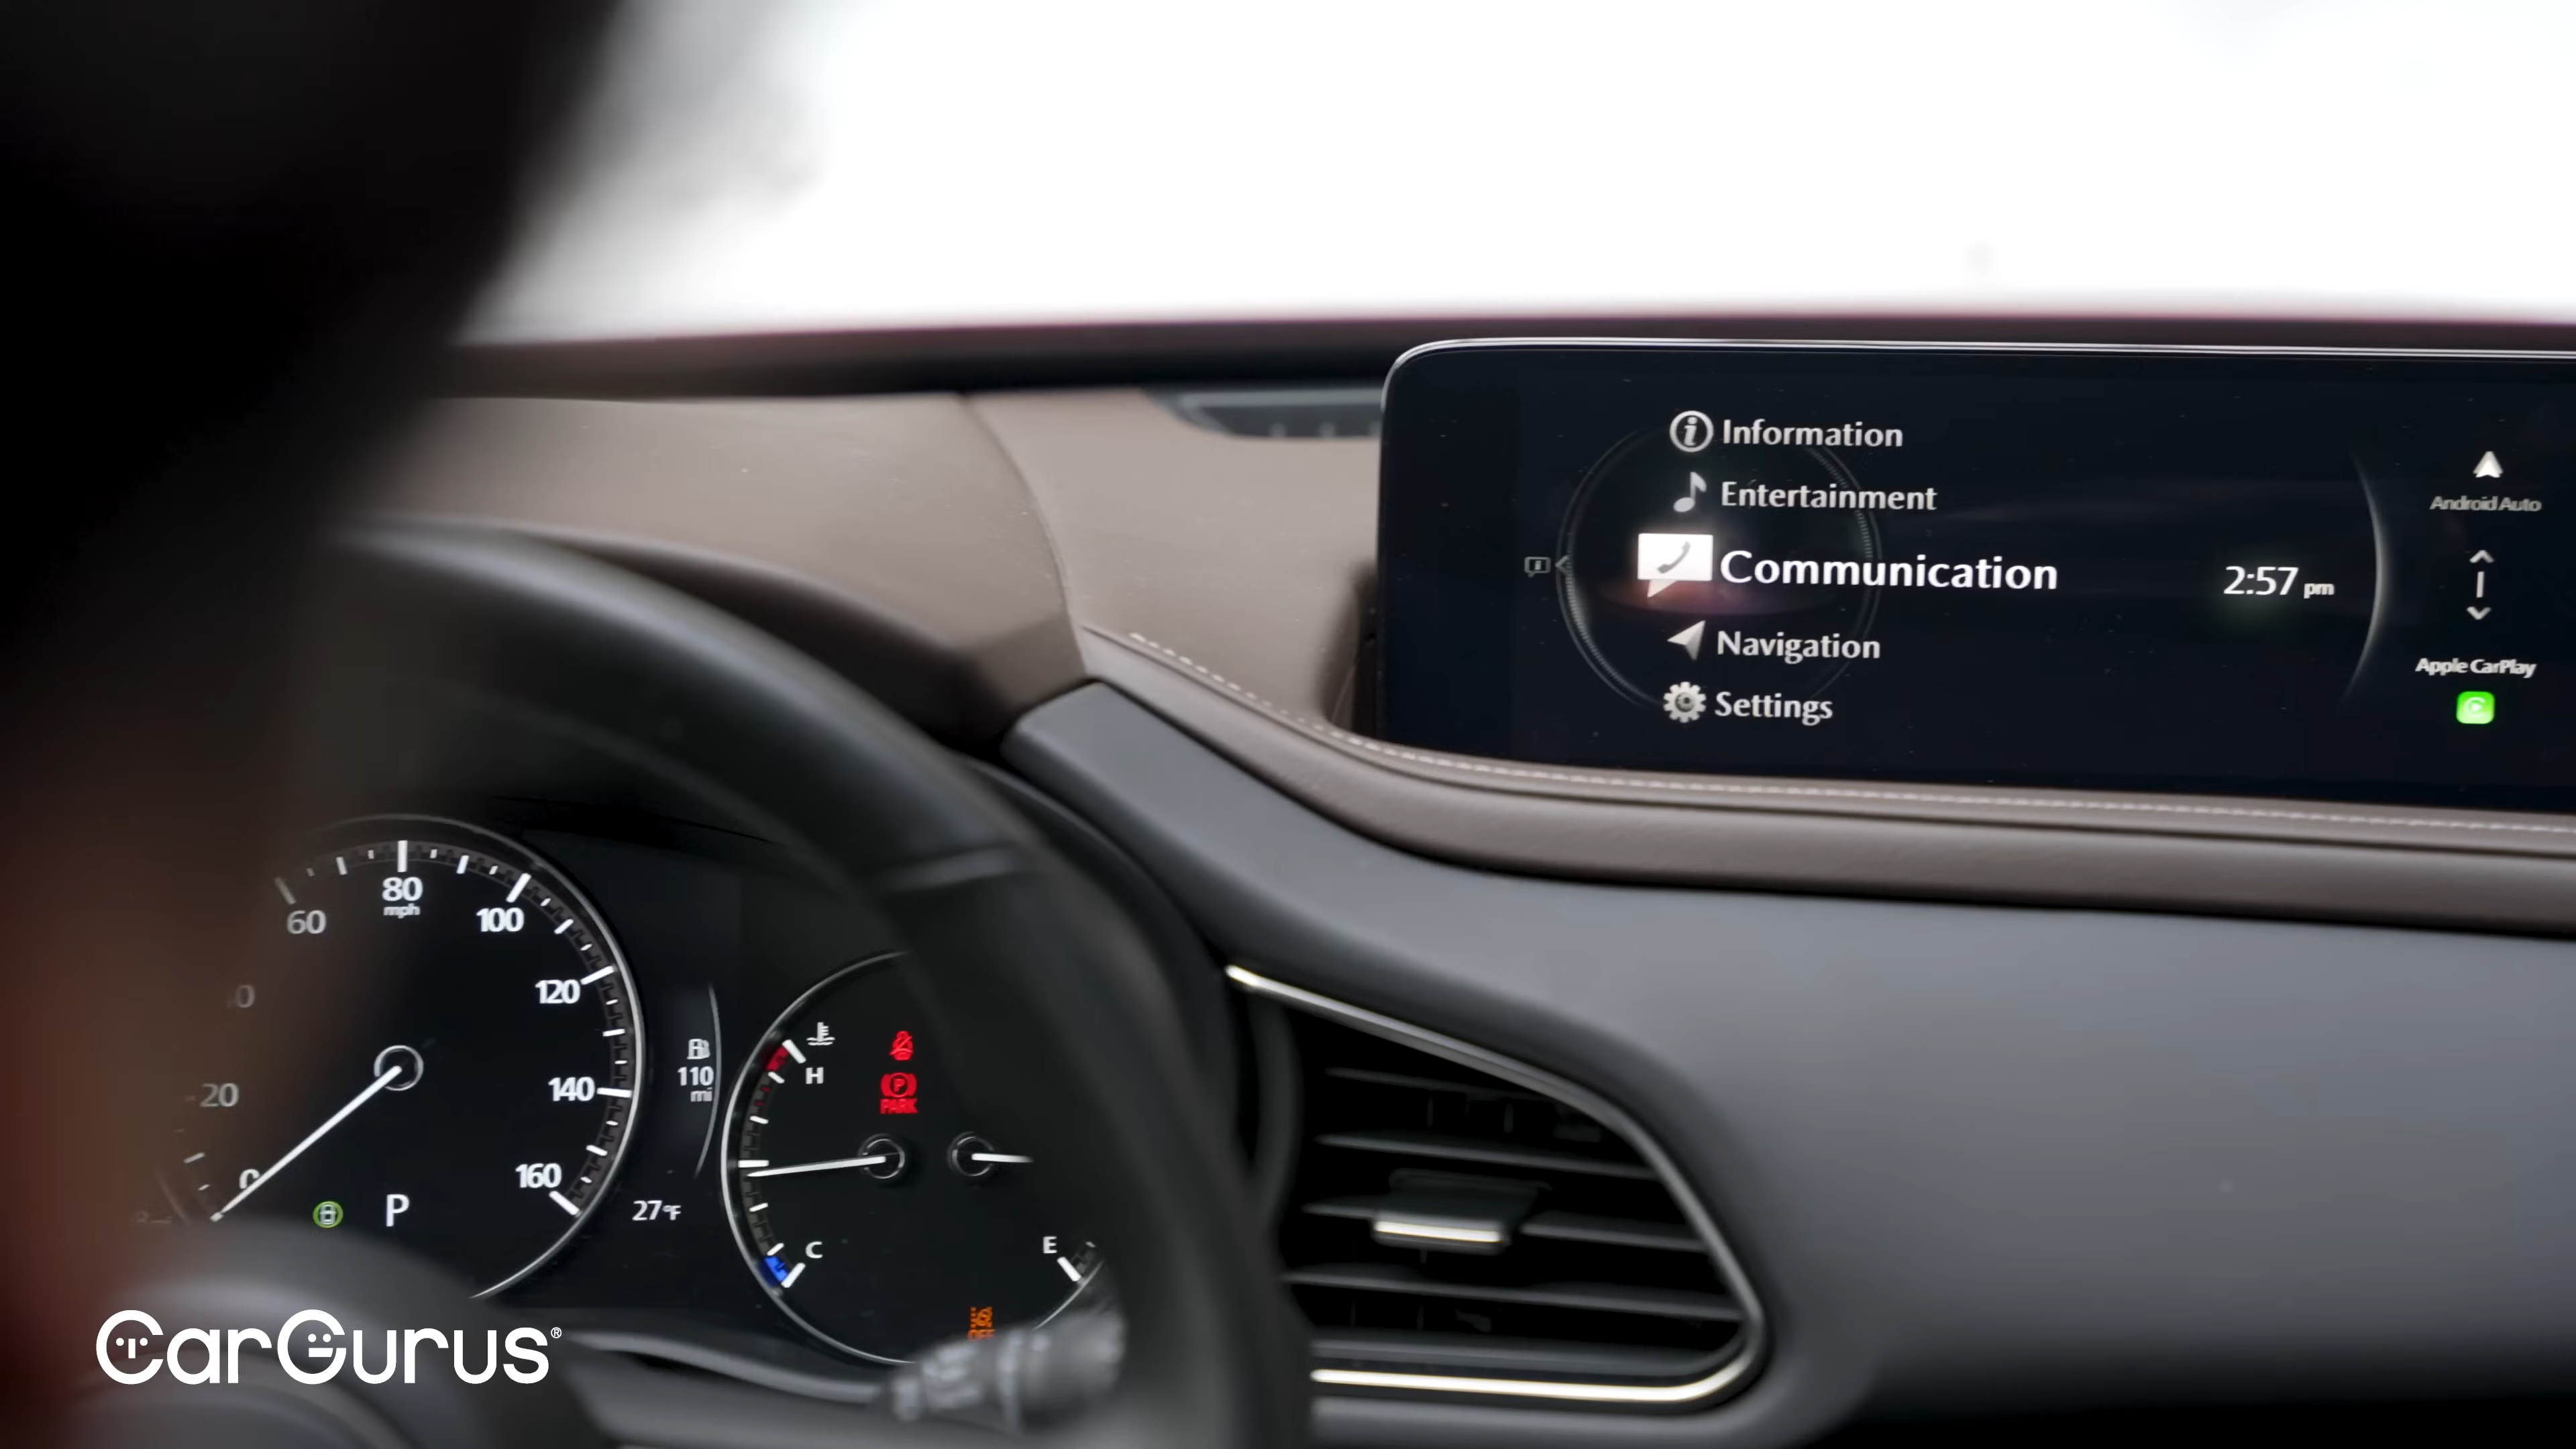 Information
Entertainment
Communication
Navigation
Settings
2:57 pm
Android Auto
Apple CarPlay
60
80
mph
100
120
140
160
20
0
P
110
mi
27°F
H
C
P
PARK
E
CarGurus®